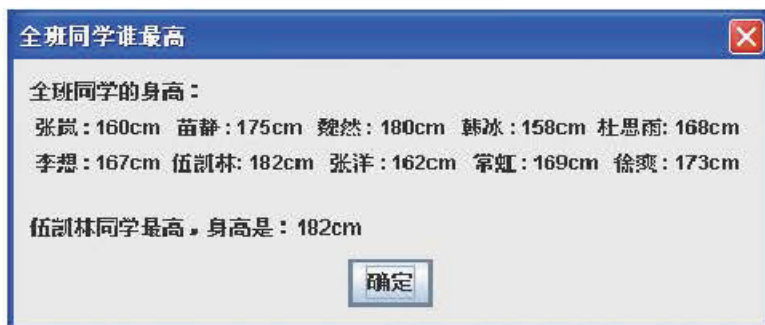 全班同学谁最高
全班同学的身高：
张岚：160cm 苗静：175cm 魏然：180cm 韩冰：158cm 杜思雨：168cm
李想：167cm 伍凯林：182cm 张洋：162cm 常虹：169cm 徐爽：173cm
伍凯林同学最高，身高是：182cm
确定